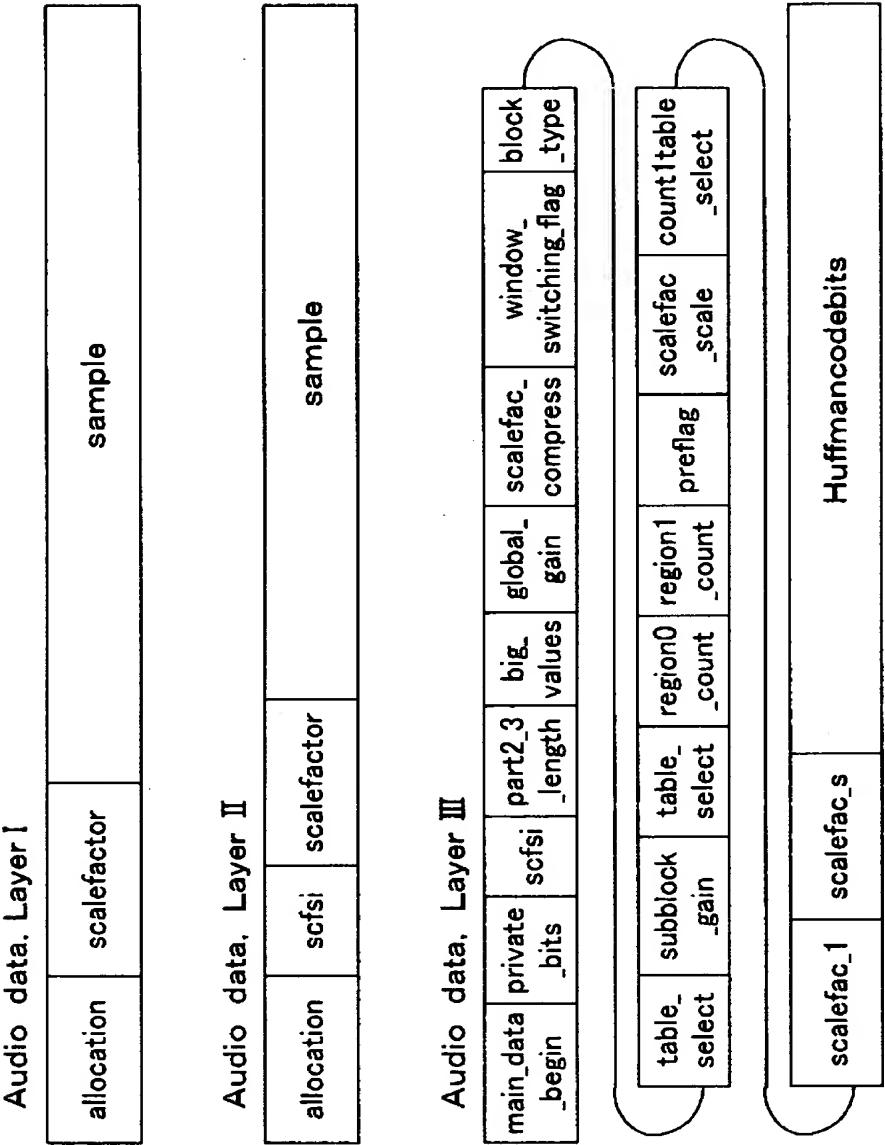 Audio data, Layer I
allocation
scalefactor
sample
Audio data, Layer II
allocation
scfsi
scalefactor
sample
Audio data, Layer III
main_data
_begin
private
_bits
scfsi
part2_3
_length
big_
values
global_
gain
scalefac_
compress
window_
switching_flag
block
_type
table_
select
subblock
_gain
table_
select
region0
_count
region1
_count
preflag
scalefac
_scale
count1table
_select
scalefac_1
scalefac_s
Huffmancodebits